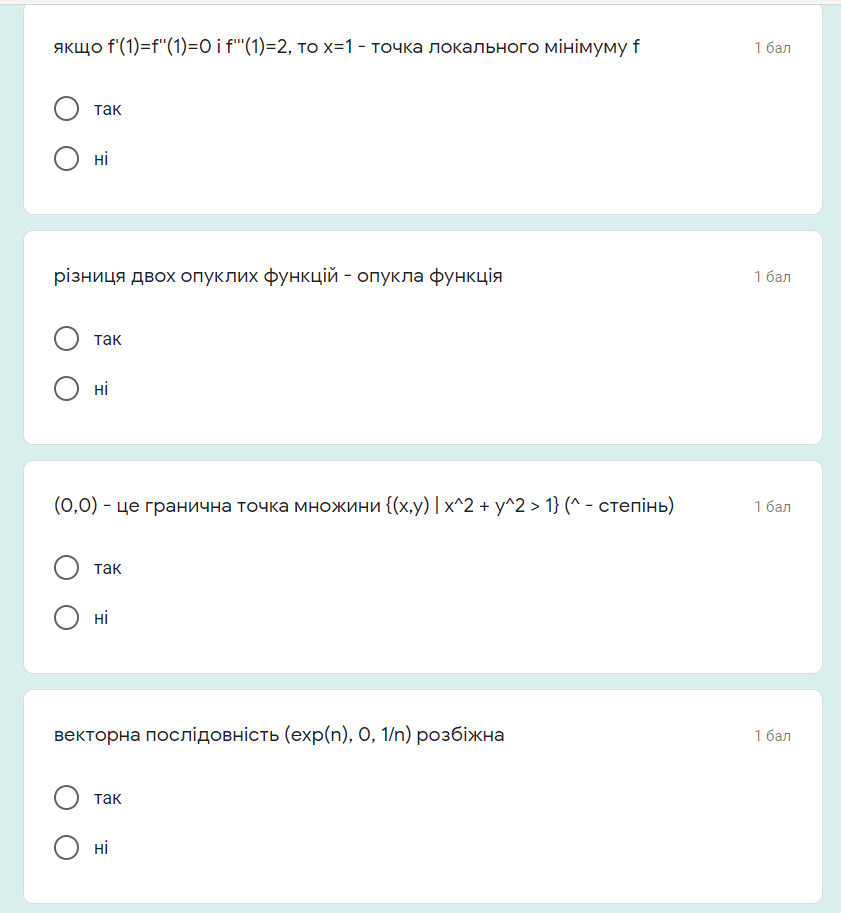 якщо f'(1)=f''(1)=0 і f'''(1)=2, то x=1 - точка локального мінімуму f
1 бал
так
ні
різниця двох опуклих функцій - опукла функція
1 бал
так
ні
(0,0) - це гранична точка множини {(x,y) | x^2 + y^2 > 1} (^ - степінь)
1 бал
так
ні
векторна послідовність (exp(n), 0, 1/n) розбіжна
1 бал
так
ні